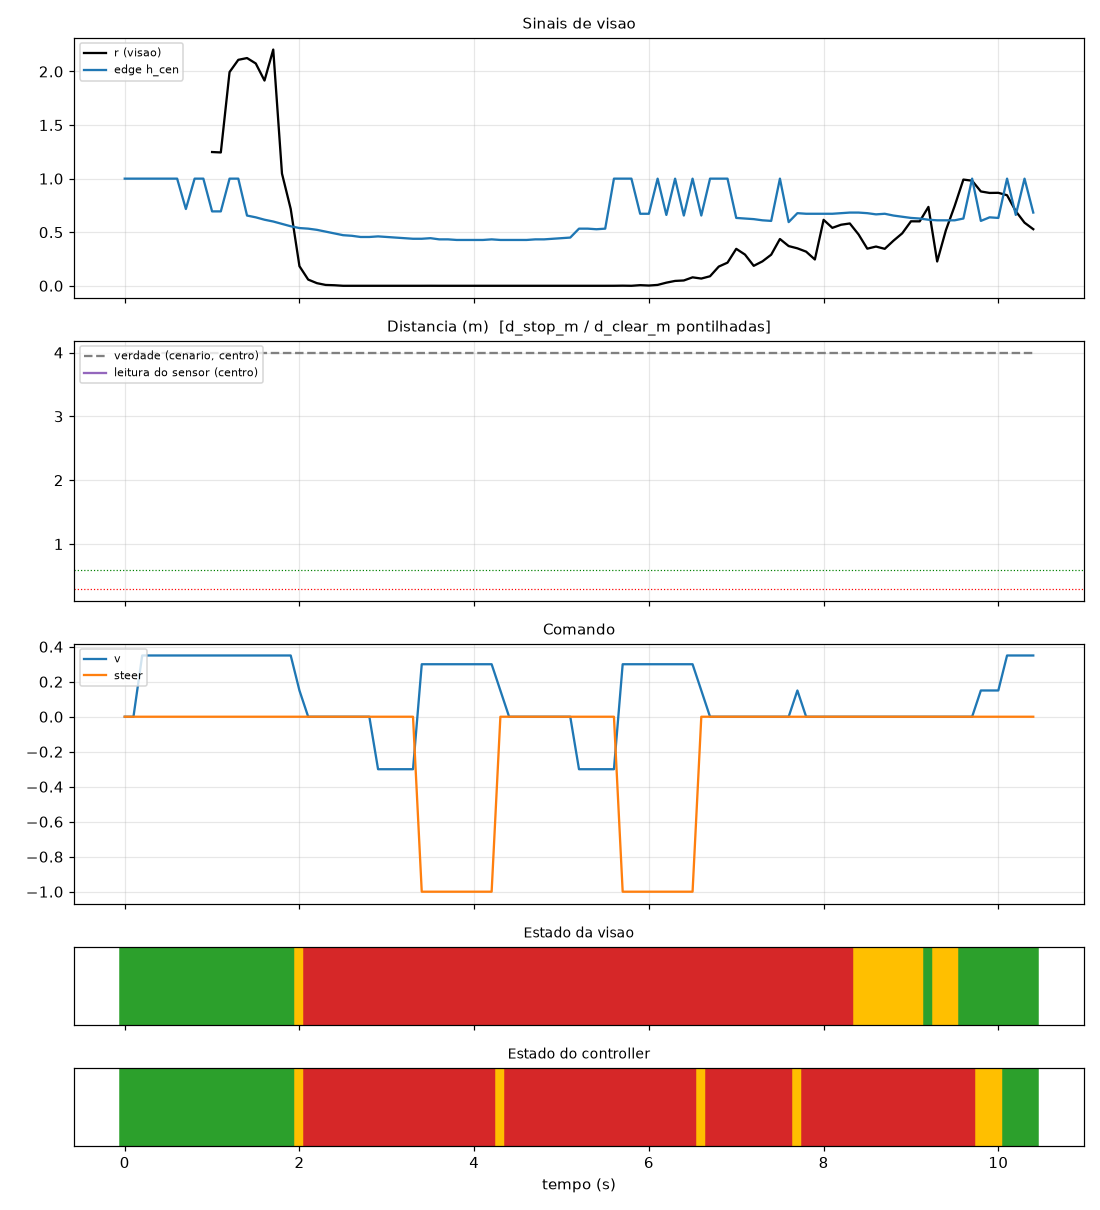 Sinais de visao
r (visao)
edge h_cen
2.0
1.5
1.0
0.5
0.0
Distancia (m)  [d_stop_m / d_clear_m pontilhadas]
verdade (cenario, centro)
leitura do sensor (centro)
4
3
2
1
Comando
v
steer
0.4
0.2
0.0
−0.2
−0.4
−0.6
−0.8
−1.0
Estado da visao
Estado do controller
0 2 4 6 8 10
tempo (s)